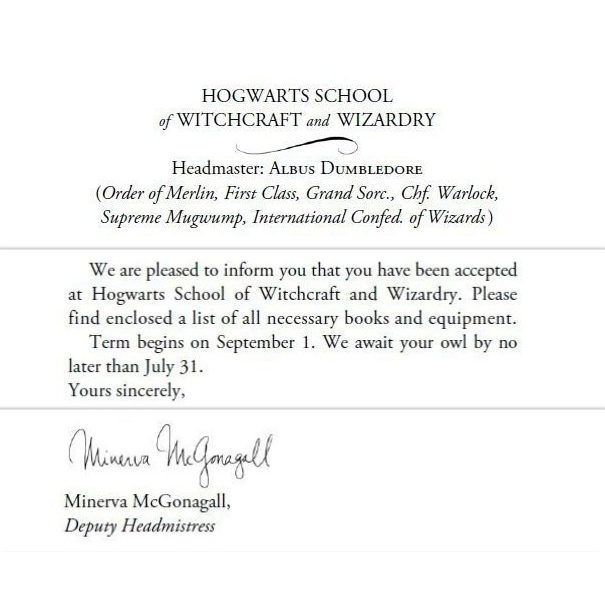 HOGWARTS SCHOOL
of WITCHCRAFT and WIZARDRY
Headmaster: ALBUS DUMBLEDORE
(Order of Merlin, First Class, Grand Sorc., Chf. Warlock,
Supreme Mugwump, International Confed. of Wizards)
We are pleased to inform you that you have been accepted
at Hogwarts School of Witchcraft and Wizardry. Please
find enclosed a list of all necessary books and equipment.
Term begins on September 1. We await your owl by no
later than July 31.
Yours sincerely,
Minerva McGonagall
Minerva McGonagall,
Deputy Headmistress